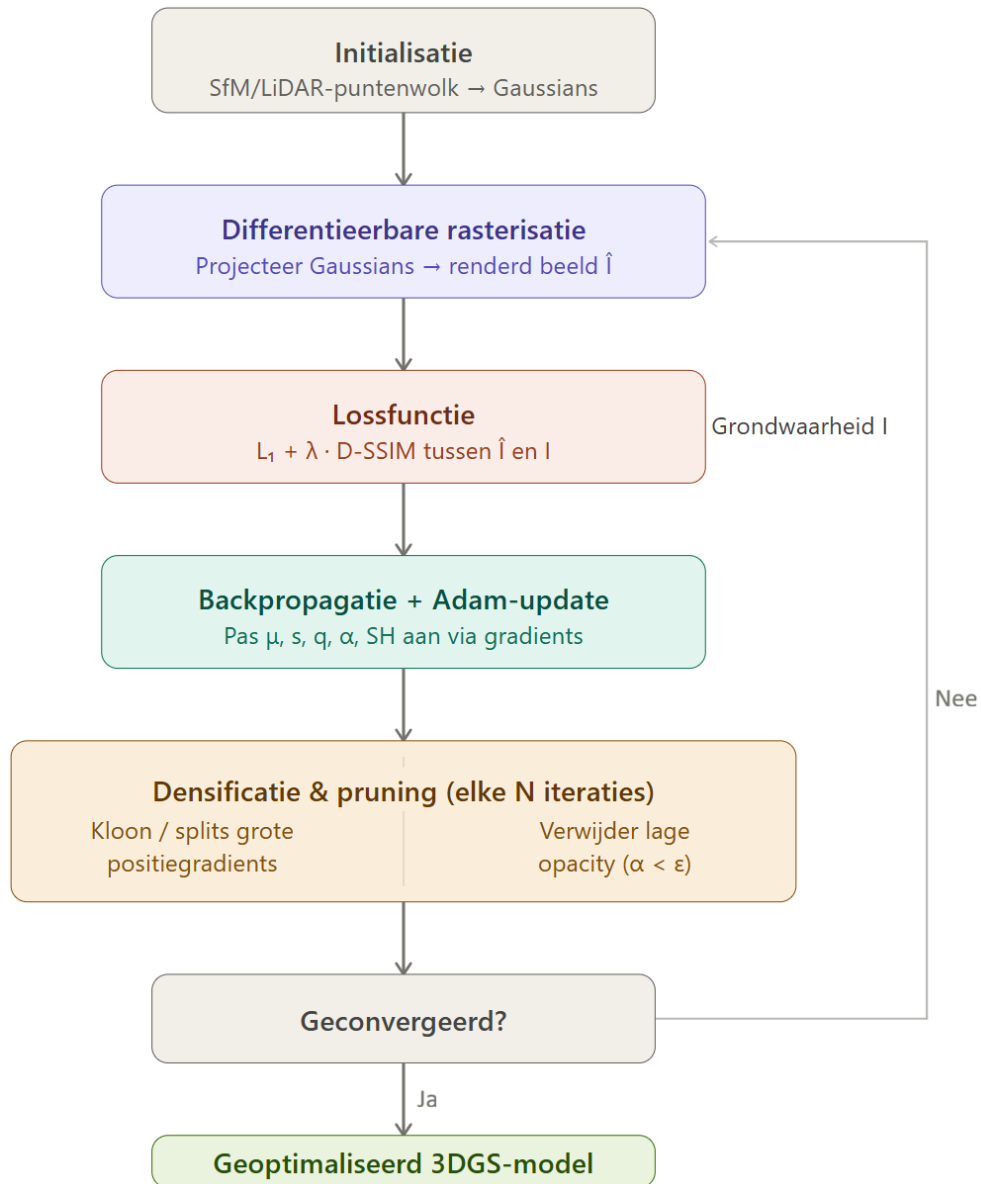 Initialisatie
SfM/LiDAR-puntenwolk → Gaussians
Differentieerbare rasterisatie
Projecteer Gaussians → renderd beeld Î
Lossfunctie
L₁ + λ · D-SSIM tussen Î en I
Grondwaarheid I
Backpropagatie + Adam-update
Pas μ, s, q, α, SH aan via gradients
Nee
Densificatie & pruning (elke N iteraties)
Kloon / splits grote
positiegradients
Verwijder lage
opacity (α < ε)
Geconvergeerd?
Ja
Geoptimaliseerd 3DGS-model